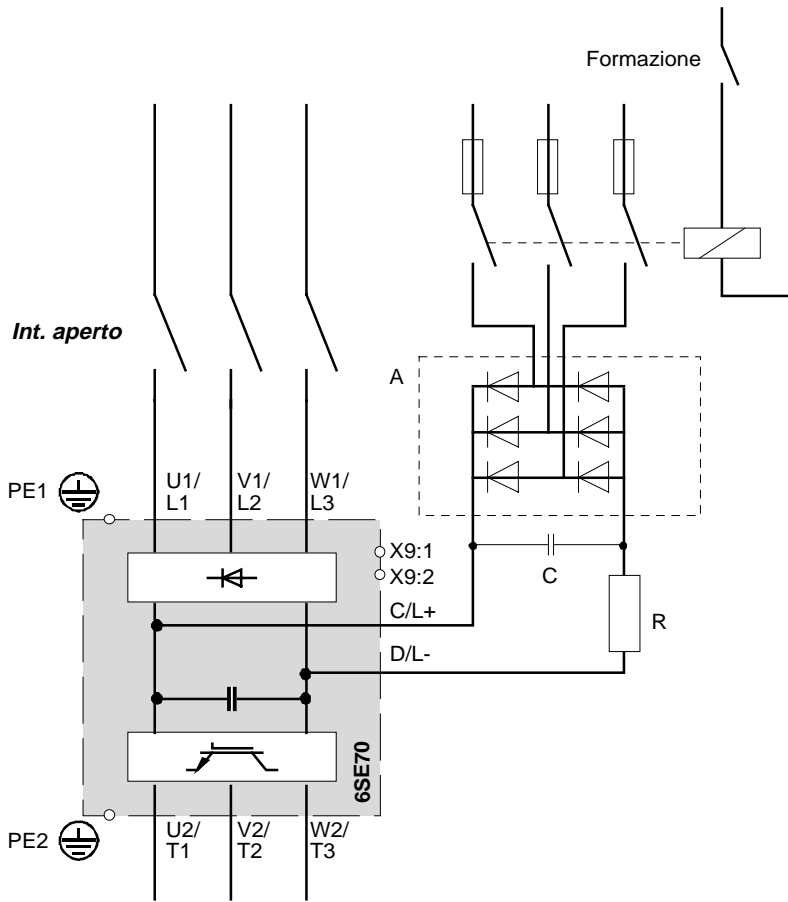 Formazione
Int. aperto
A
PE1
U1/
L1
V1/
L2
W1/
L3
X9:1
X9:2
C
C/L+
R
D/L-
6SE70
PE2
U2/
T1
V2/
T2
W2/
T3